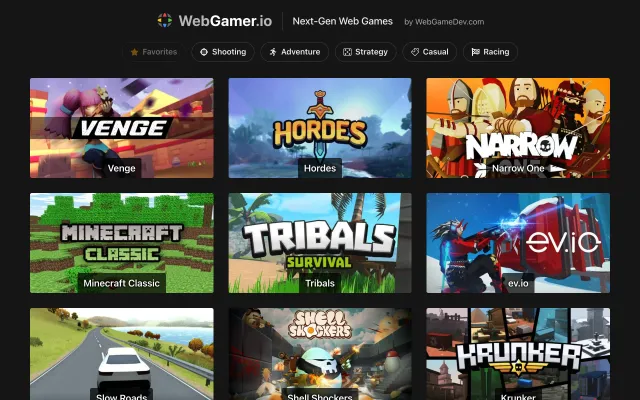 WebGamer.io
Next-Gen Web Games
by WebGameDev.com
Favorites
Shooting
Adventure
Strategy
Casual
Racing
VENGE
Venge
HORDES
Hordes
NARROW
ONE
Narrow One
MINECRAFT
CLASSIC
Minecraft Classic
TRIBALS
SURVIVAL
Tribals
ev.io
ev.io
Slow Roads
SHELL
SHOCKERS
Shell Shockers
KRUNKER
Krunker